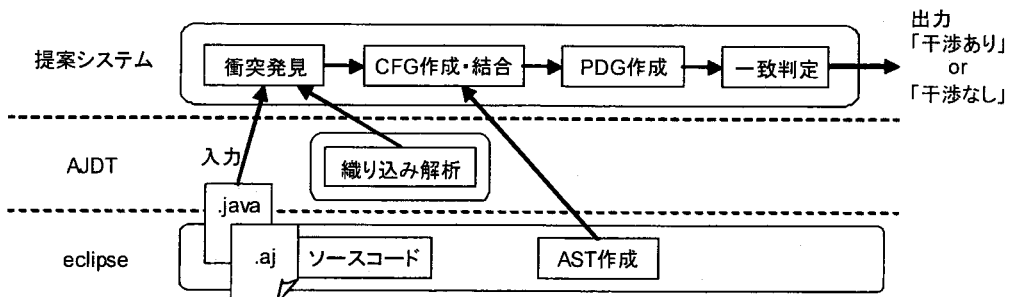 出力
「干渉あり」
or
「干渉なし」
提案システム
衝突発見
CFG作成・結合
PDG作成
一致判定
AJDT
入力
織り込み解析
.java
eclipse
.aj
ソースコード
AST作成